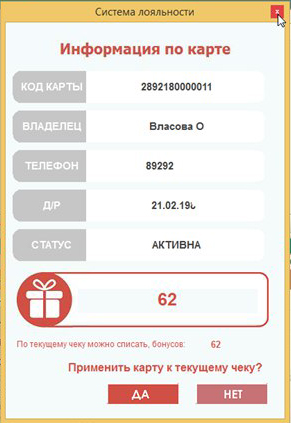 Система лояльности
x
Информация по карте
КОД КАРТЫ 2892180000011
ВЛАДЕЛЕЦ Власова О
ТЕЛЕФОН 89292
Д/Р 21.02.19
СТАТУС АКТИВНА
62
По текущему чеку можно списать, бонусов: 62
Применить карту к текущему чеку?
ДА НЕТ